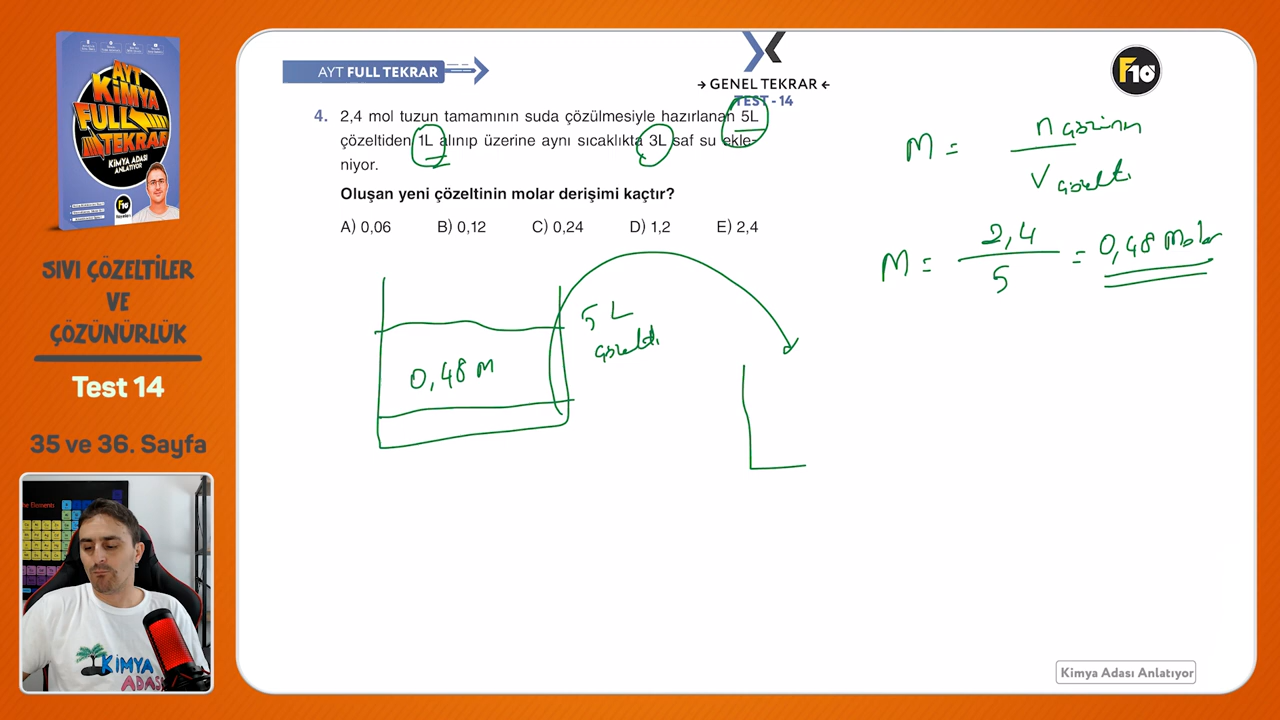 AYT
KİMYA
FULL
TEKRAR
KİMYA ADASI
ANLATIYOR
F10
SIVI ÇÖZELTİLER
VE
ÇÖZÜNÜRLÜK
Test 14
35 ve 36. Sayfa
KİMYA
ADASI
AYT FULL TEKRAR
GENEL TEKRAR
TEST - 14
F10
4. 2,4 mol tuzun tamamının suda çözülmesiyle hazırlanan 5L
çözeltiden 1L alınıp üzerine aynı sıcaklıkta 3L saf su ekle-
niyor.
Oluşan yeni çözeltinin molar derişimi kaçtır?
A) 0,06 B) 0,12 C) 0,24 D) 1,2 E) 2,4
M = n çözünen
V çözelti
M = 2,4
5
= 0,48 Molar
5 L
çözelti
0,48 M
Kimya Adası Anlatıyor